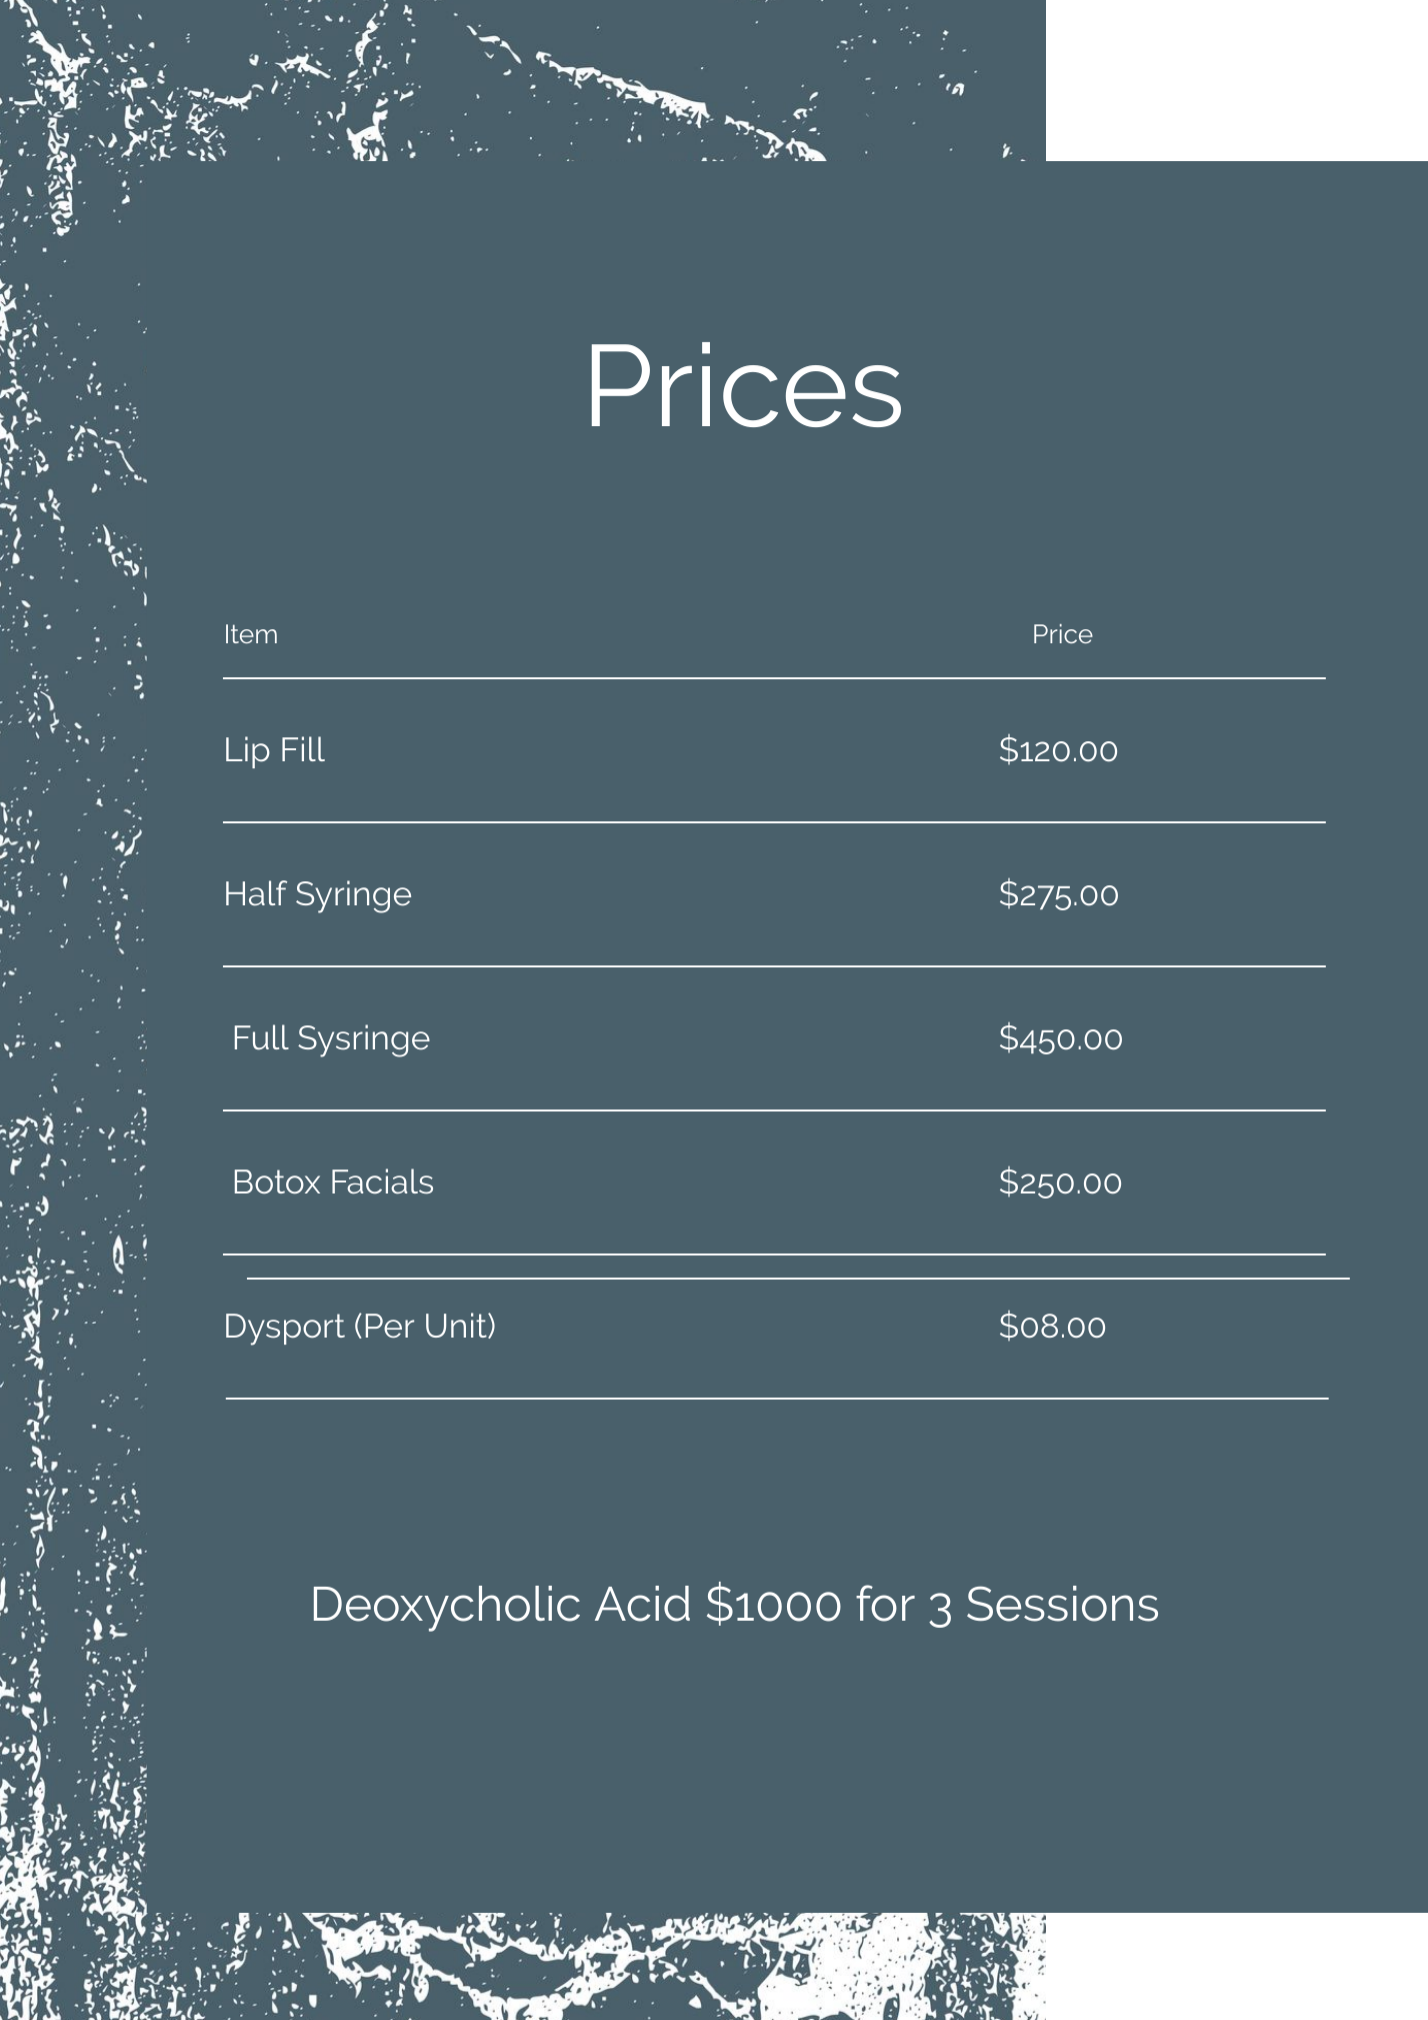 Prices
Item Price
Lip Fill $120.00
Half Syringe $275.00
Full Sysringe $450.00
Botox Facials $250.00
Dysport (Per Unit) $08.00
Deoxycholic Acid $1000 for 3 Sessions